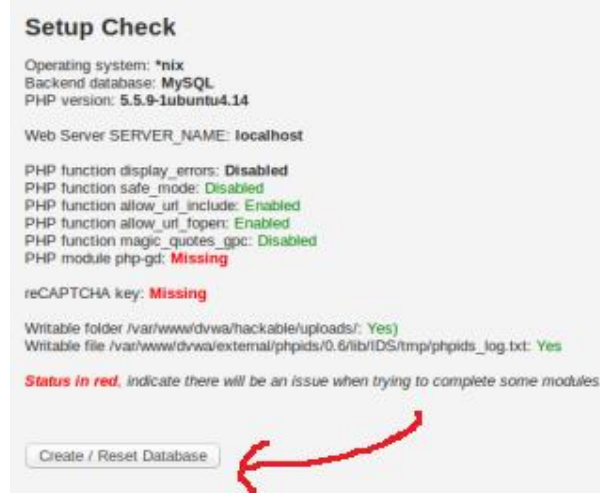 Setup Check
Operating system: *nix
Backend database: MySQL
PHP version: 5.5.9-1ubuntu4.14
Web Server SERVER_NAME: localhost
PHP function display_errors: Disabled
PHP function safe_mode: Disabled
PHP function allow_url_include: Enabled
PHP function allow_url_fopen: Enabled
PHP function magic_quotes_gpc: Disabled
PHP module php-gd: Missing
reCAPTCHA key: Missing
Writable folder /var/www/dvwa/hackable/uploads/: Yes)
Writable file /var/www/dvwa/external/phpids/0.6/lib/IDS/tmp/phpids_log.txt: Yes
Status in red, indicate there will be an issue when trying to complete some modules
Create / Reset Database